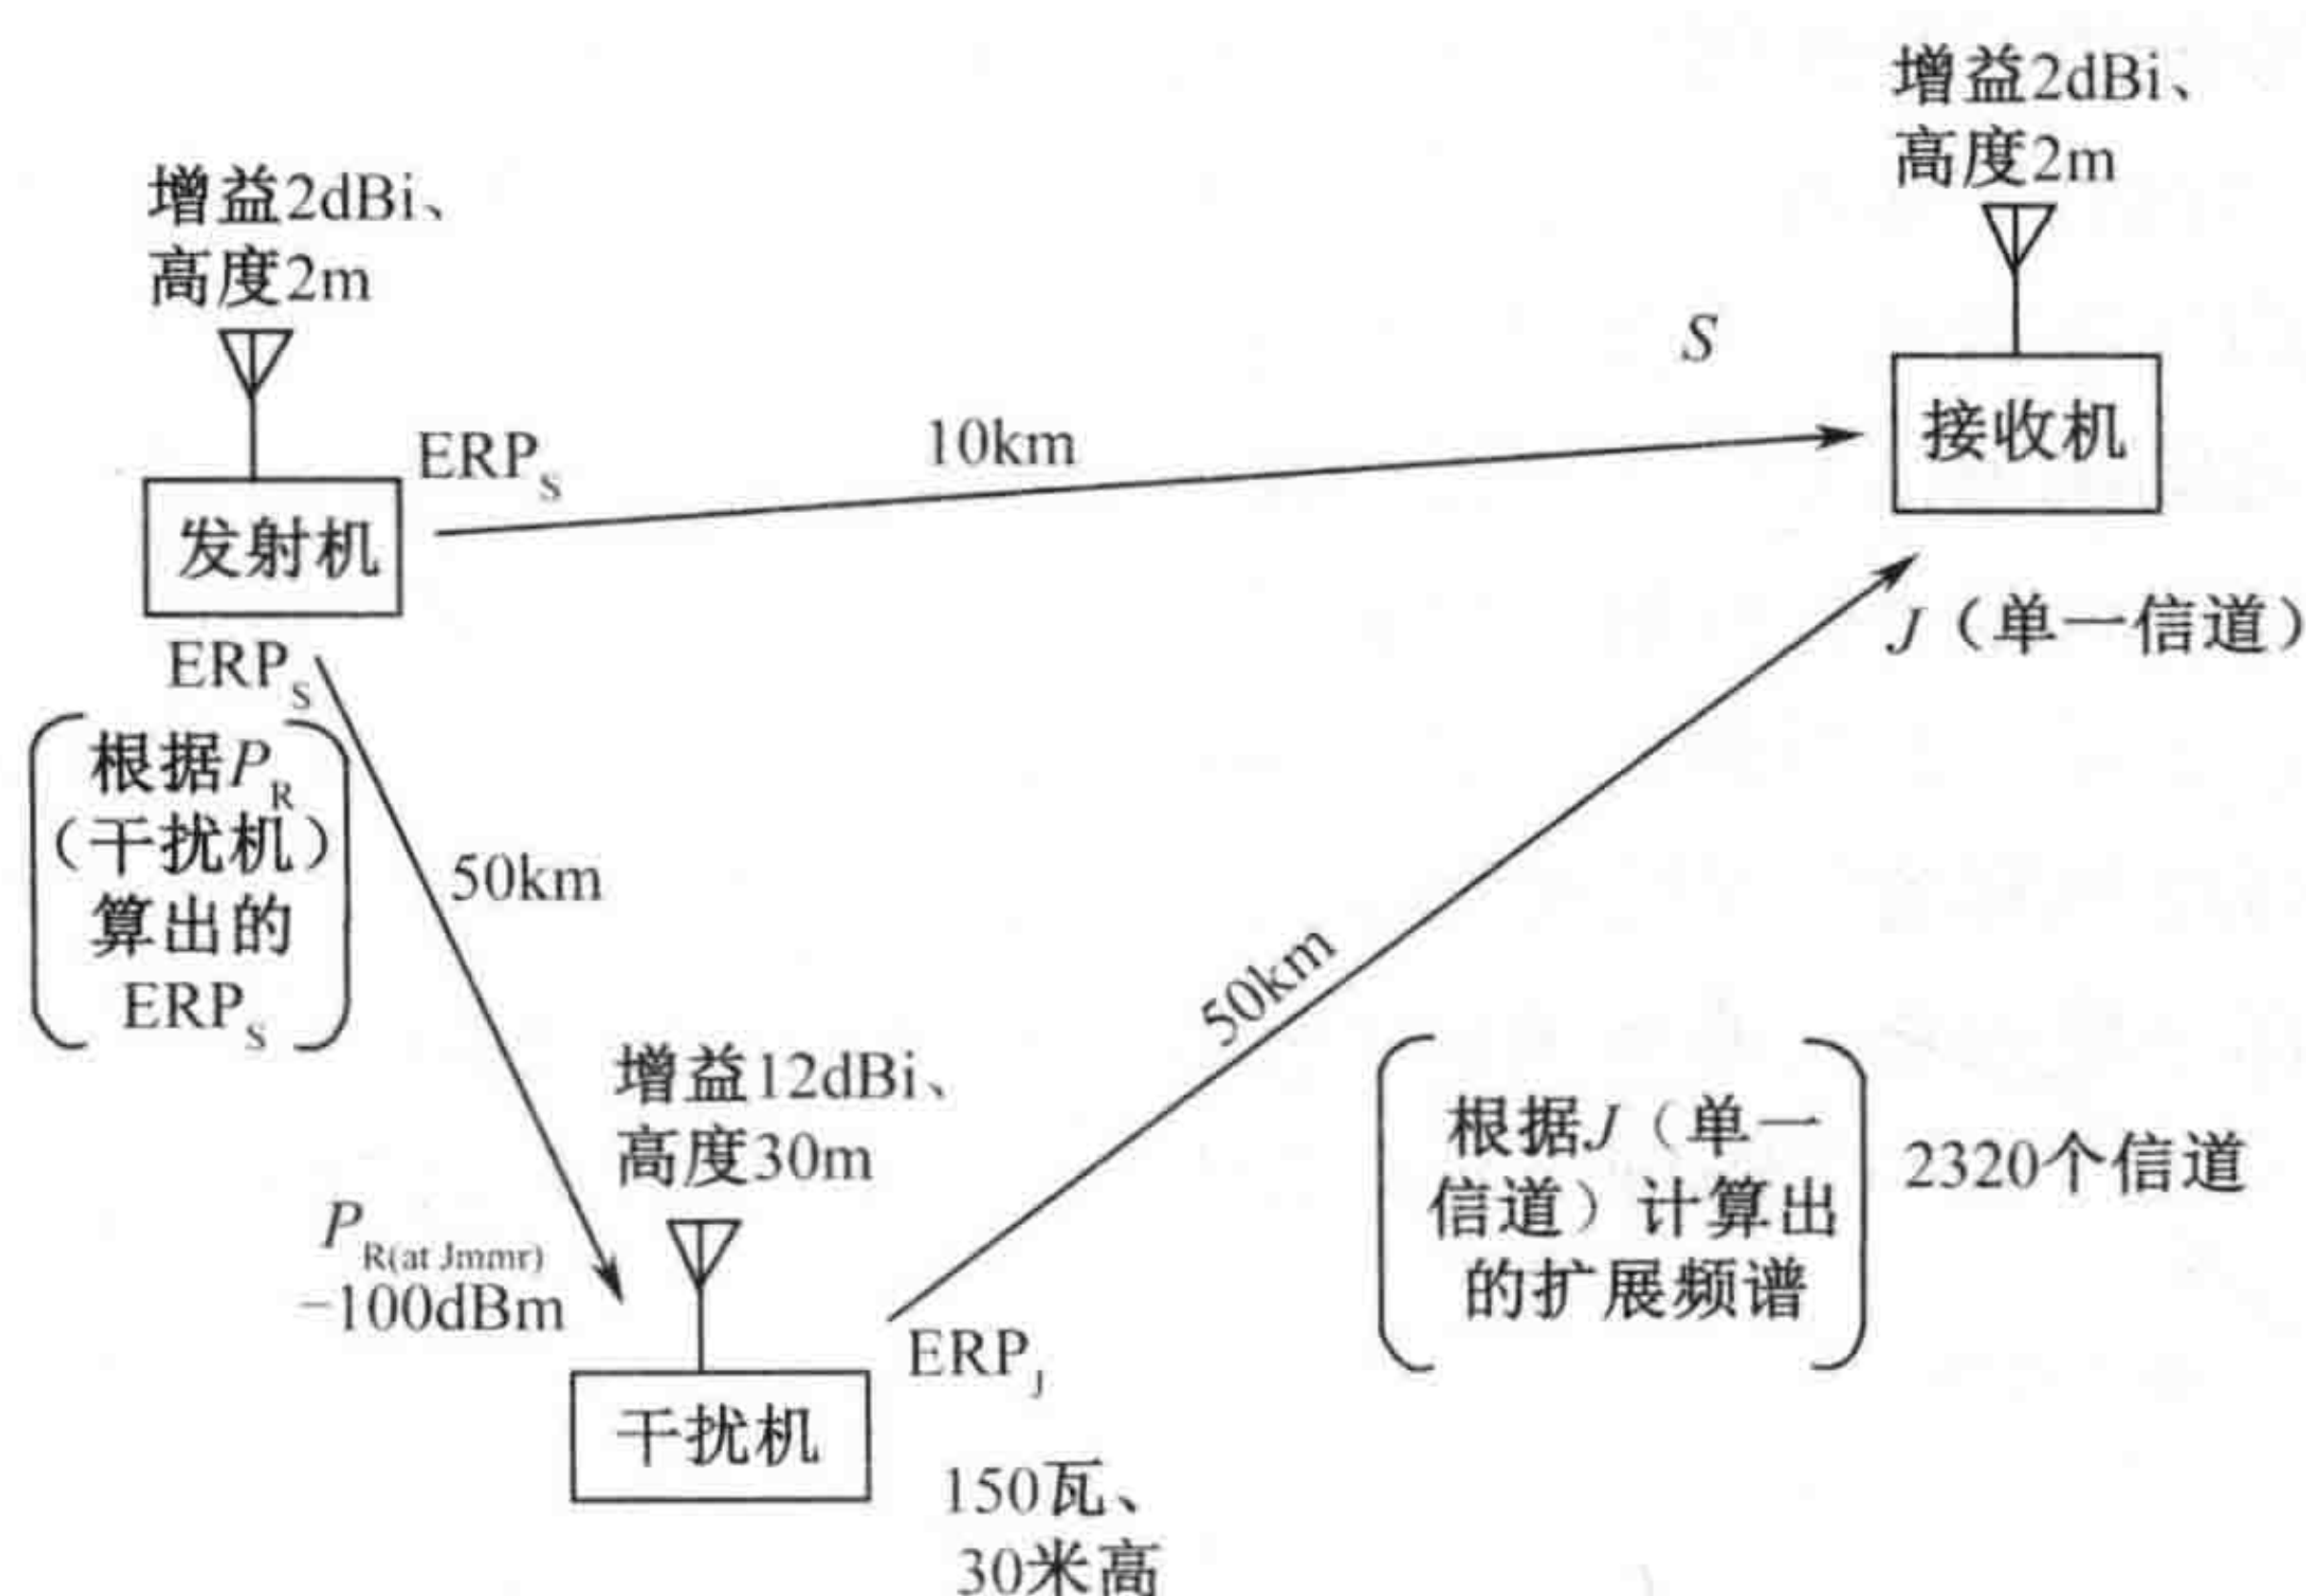 增益2dBi、
高度2m
S
接收机
增益2dBi、
高度2m
ERPS
10km
发射机
J（单一信道）
ERPS
根据PR
（干扰机）
算出的
ERPS
50km
50km
增益12dBi、
高度30m
PR(at Jmmr)
-100dBm
根据J（单一
信道）计算出
的扩展频谱
2320个信道
ERPJ
干扰机
150瓦、
30米高